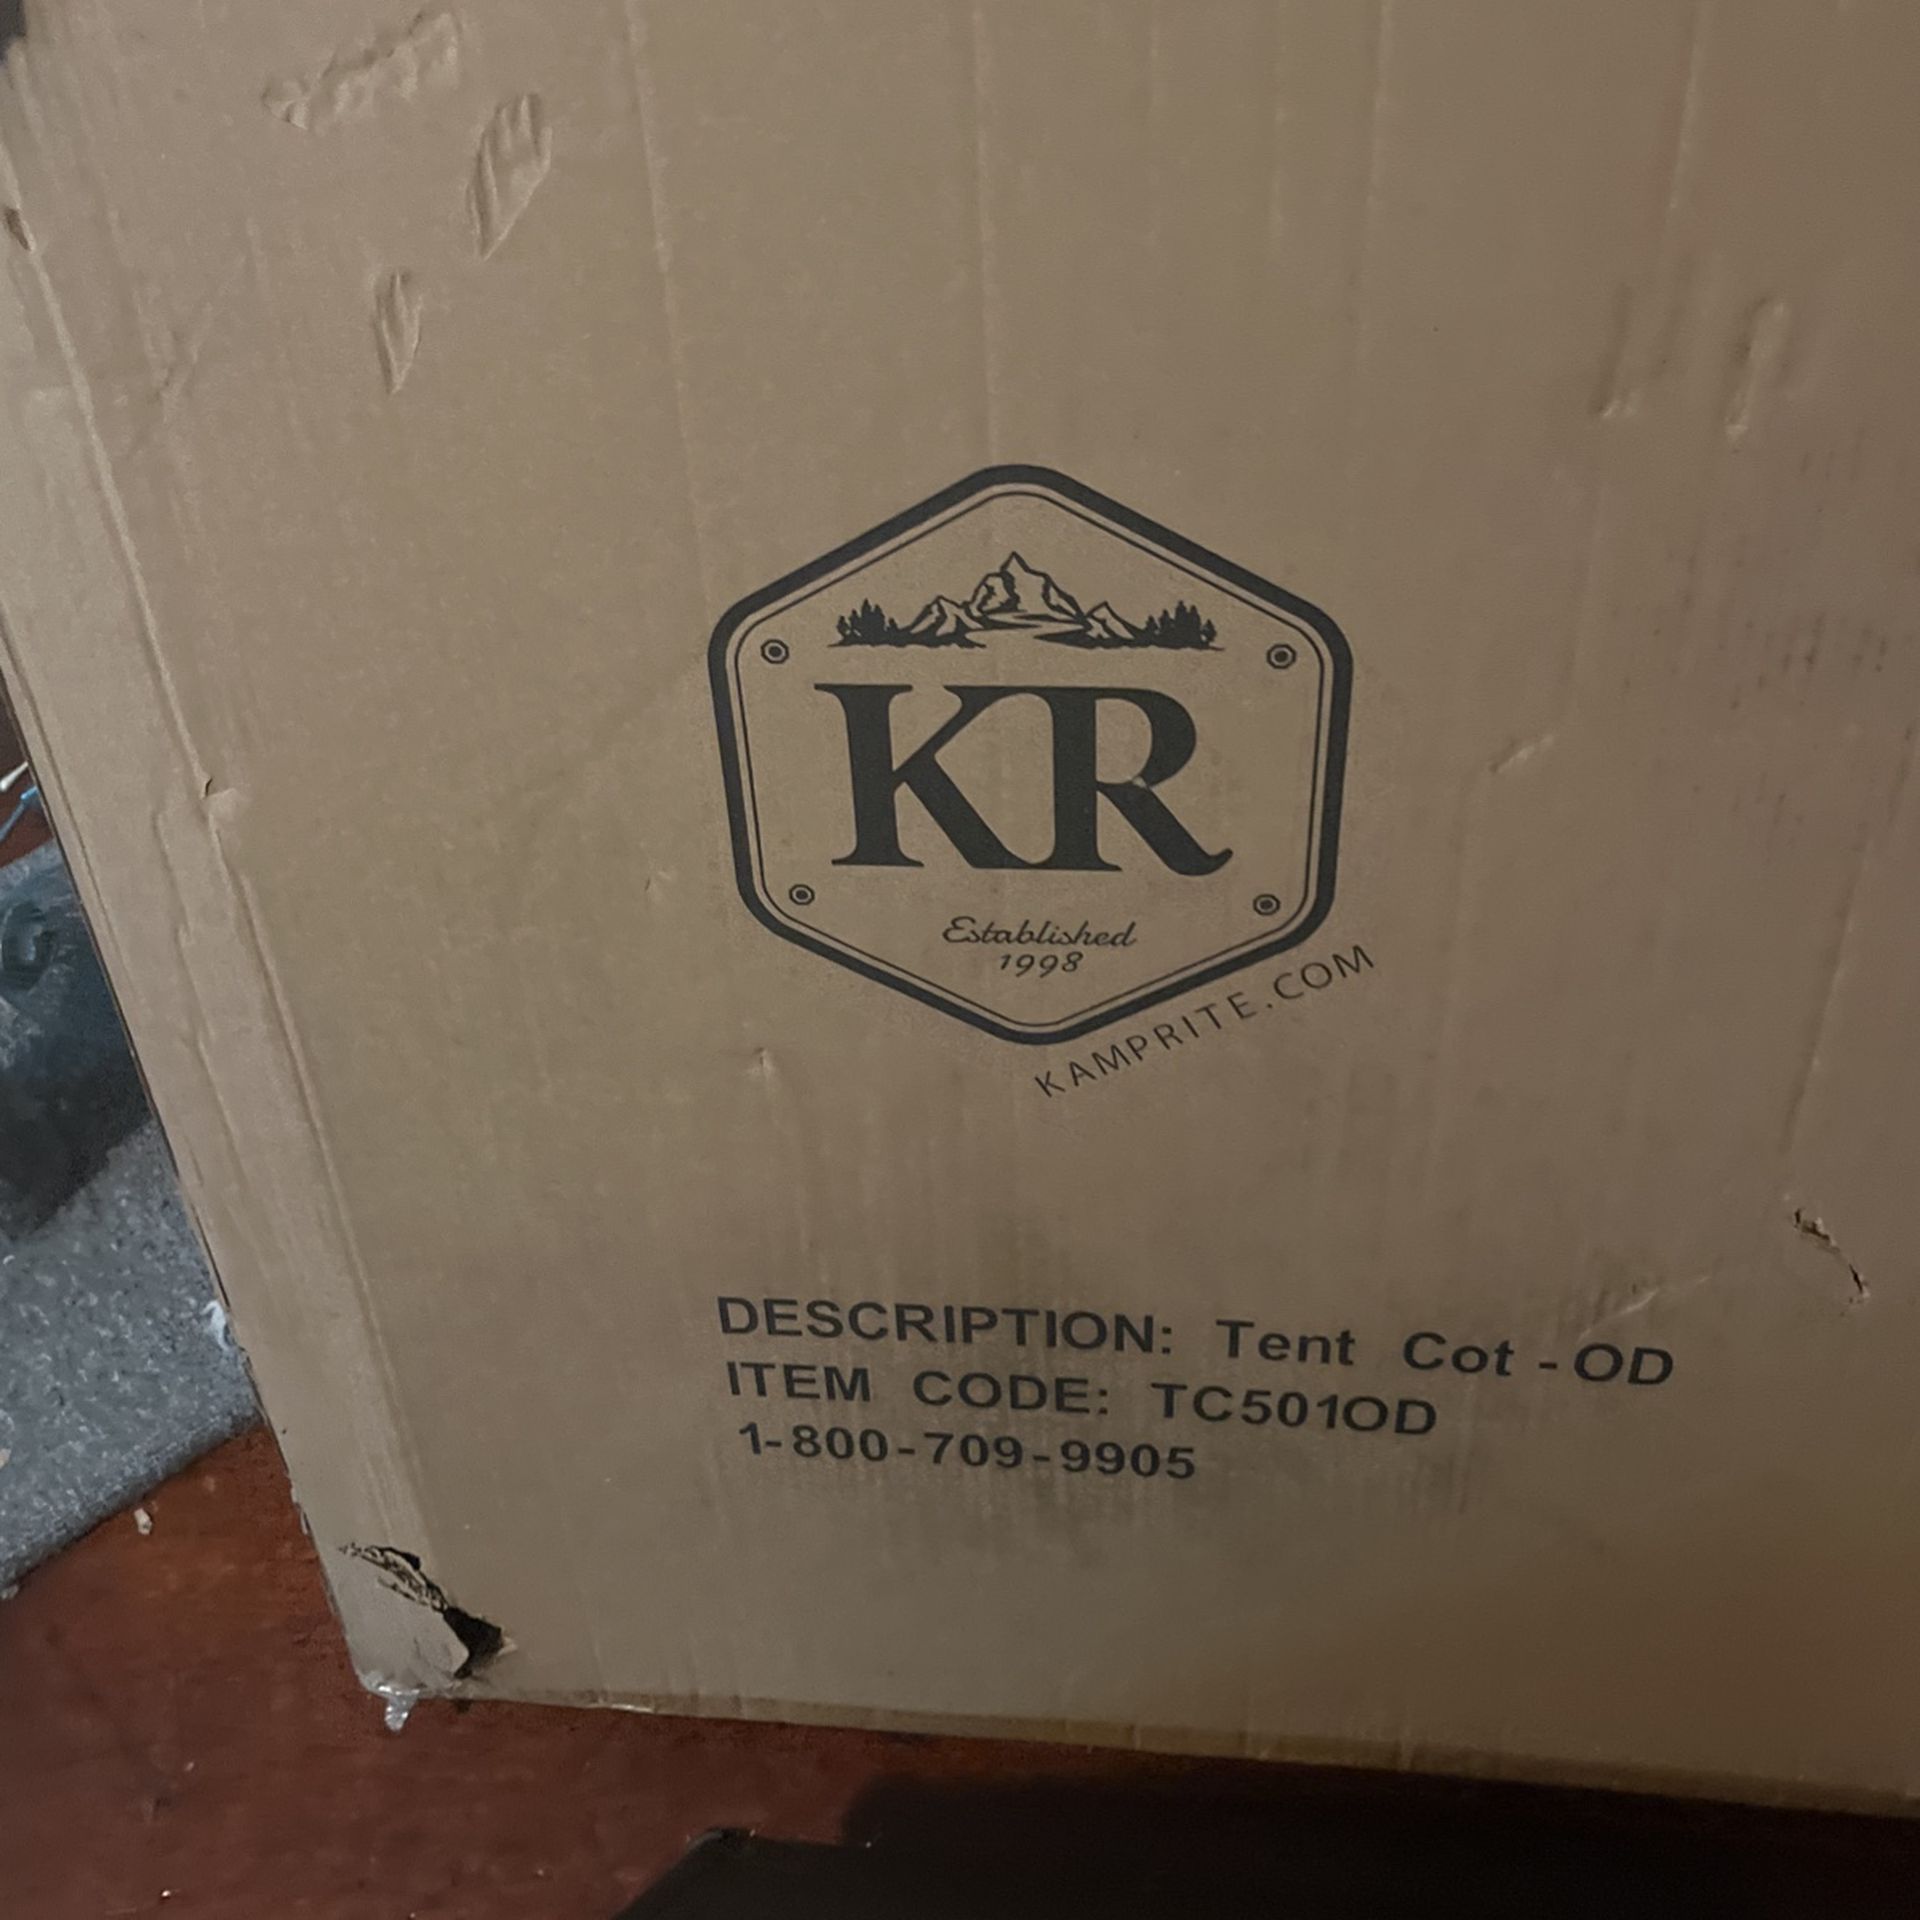 KR
Established
1998
KAMPRITE.COM
DESCRIPTION: Tent Cot - OD
ITEM CODE: TC501OD
1-800-709-9905